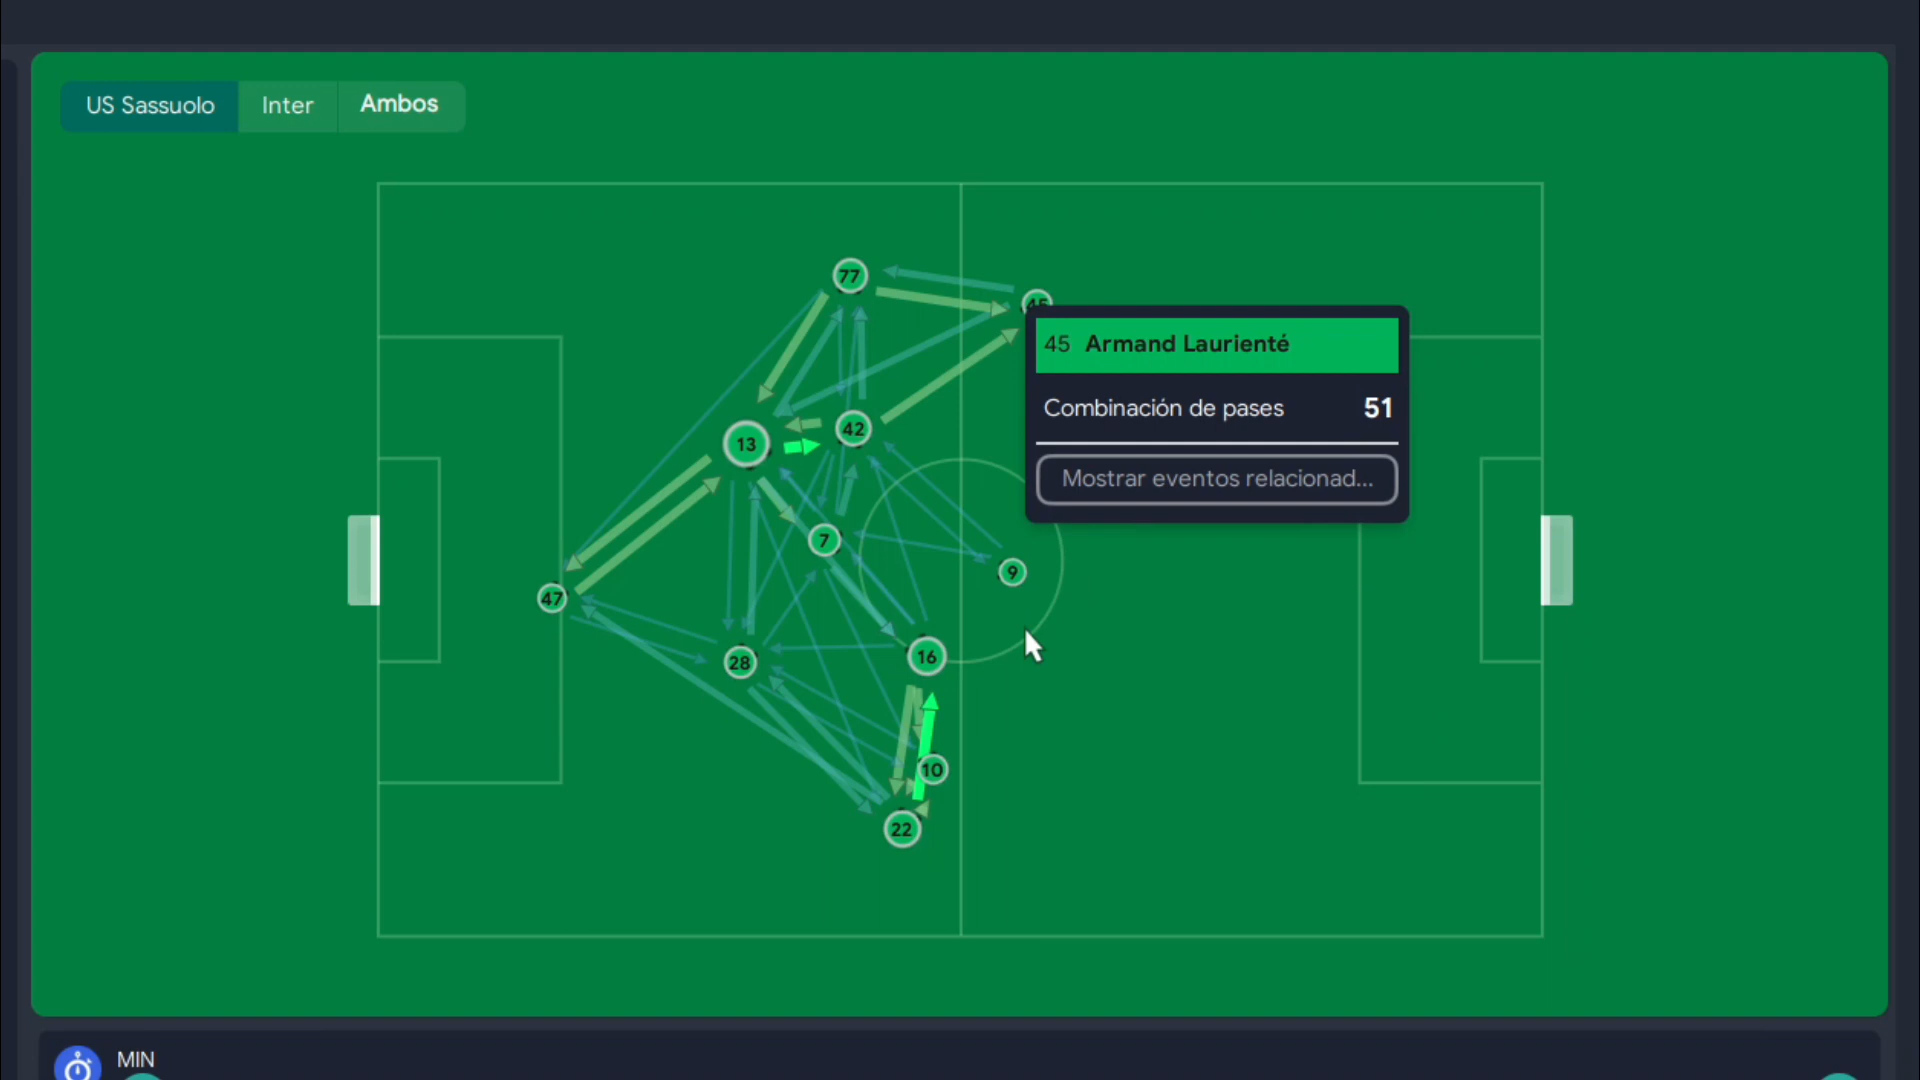 US Sassuolo Inter Ambos
77
45
45 Armand Laurienté
Combinación de pases 51
Mostrar eventos relacionad...
42
13
7
9
47
28
16
10
22
MIN